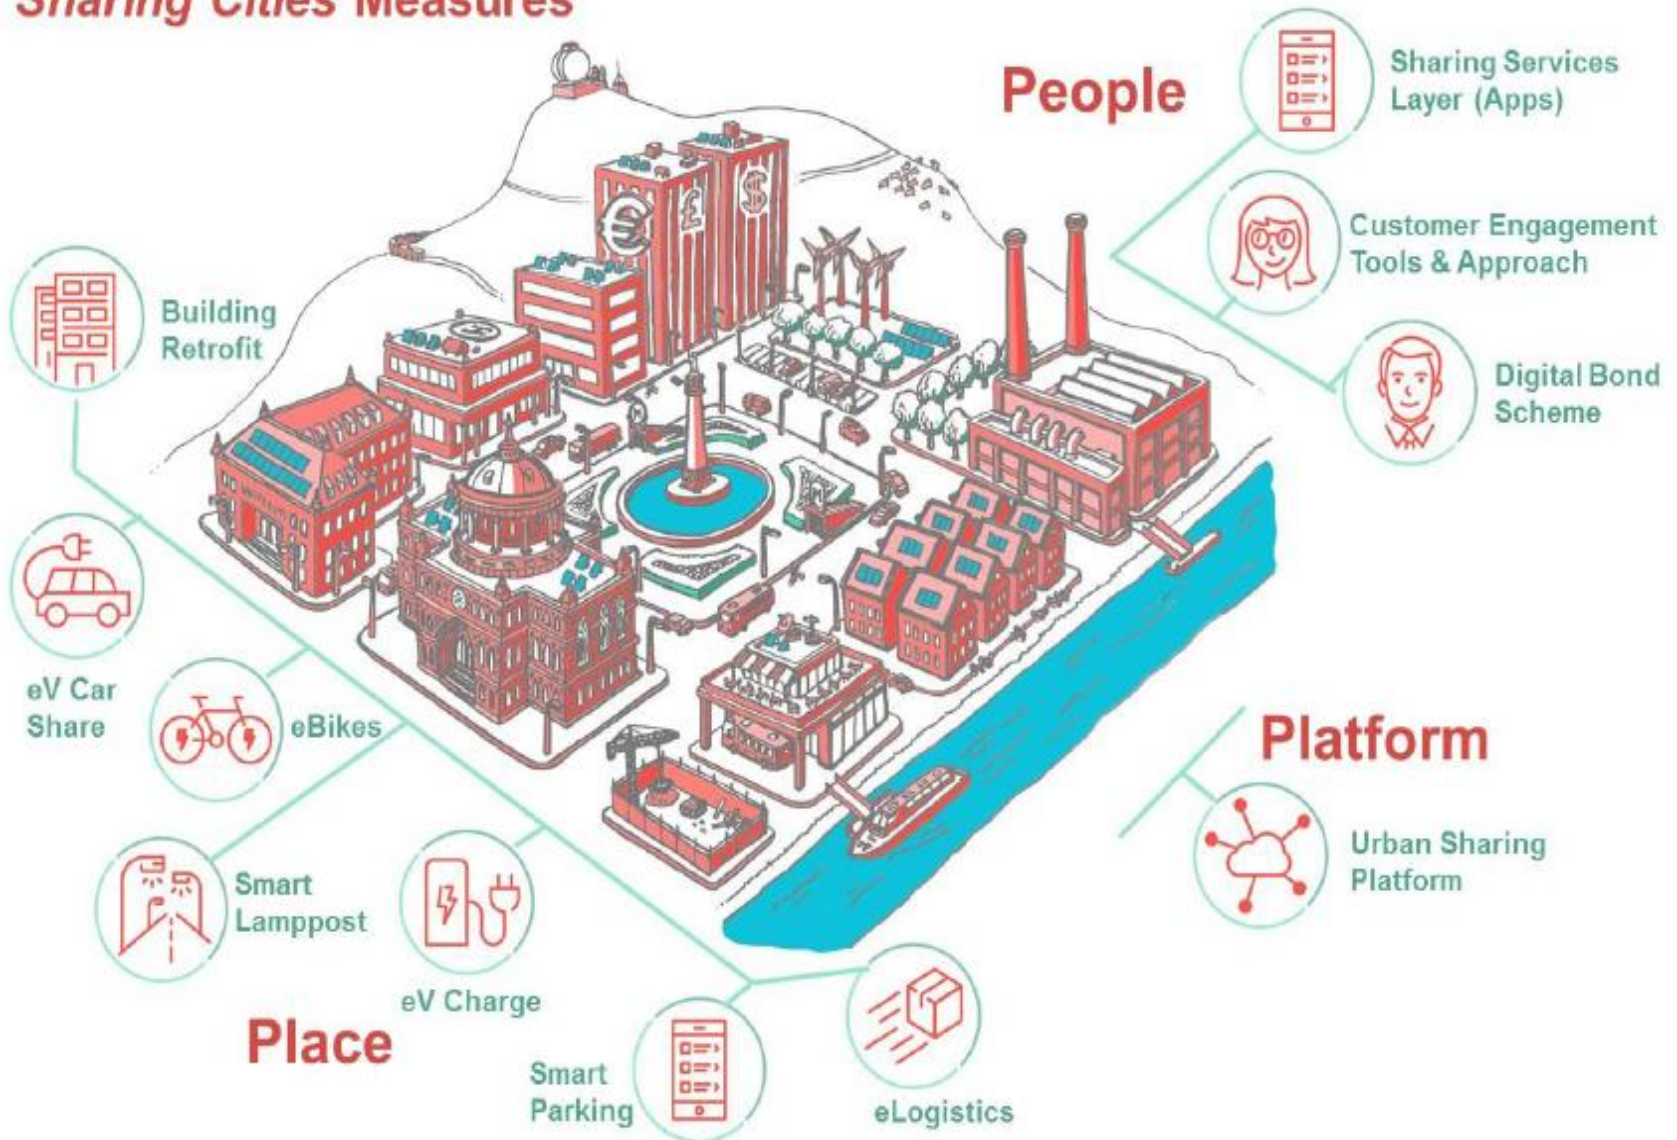 Sharing Cities Measures
People
Sharing Services
Layer (Apps)
Customer Engagement
Tools & Approach
Digital Bond
Scheme
Building
Retrofit
eV Car
Share
eBikes
Smart
Lamppost
eV Charge
Place
Smart
Parking
eLogistics
Platform
Urban Sharing
Platform
€
£
$